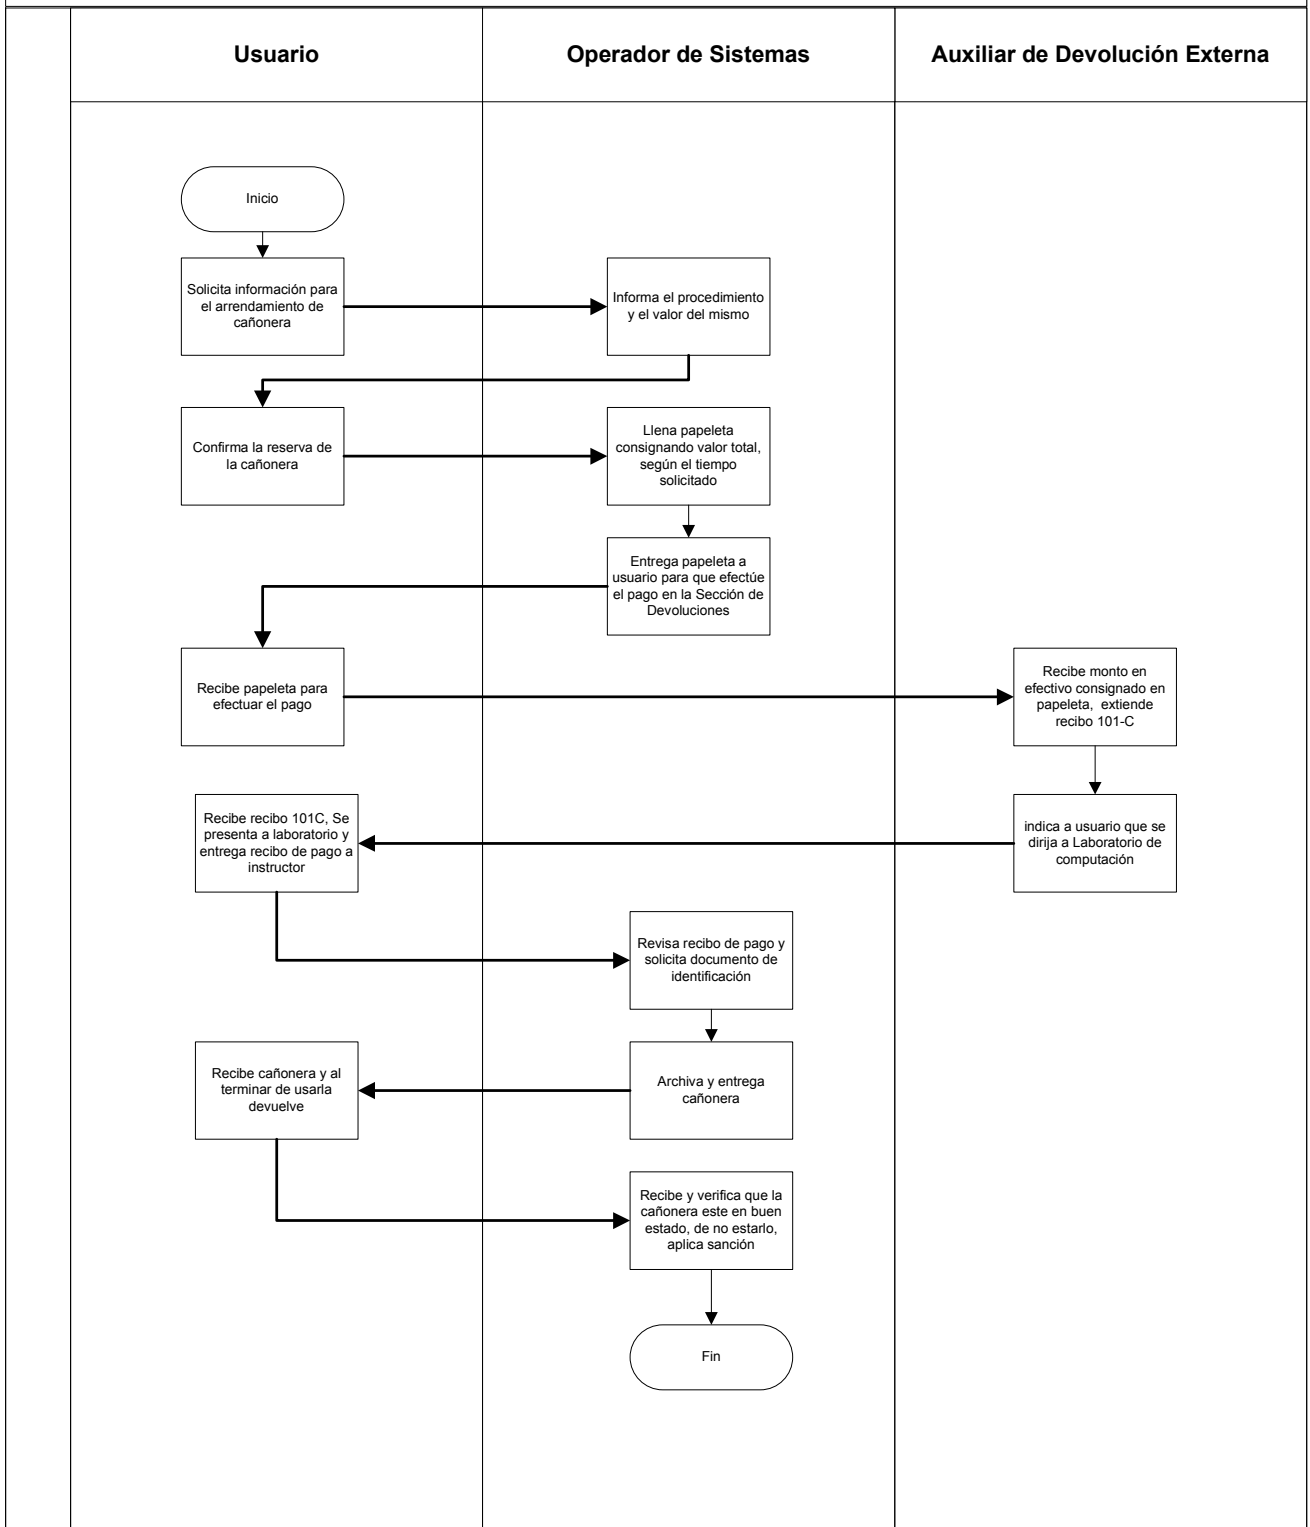 Usuario
Operador de Sistemas
Auxiliar de Devolución Externa
Inicio
Solicita información para
el arrendamiento de
cañonera
Informa el procedimiento
y el valor del mismo
Confirma la reserva de
la cañonera
Llena papeleta
consignando valor total,
según el tiempo
solicitado
Entrega papeleta a
usuario para que efectúe
el pago en la Sección de
Devoluciones
Recibe papeleta para
efectuar el pago
Recibe monto en
efectivo consignado en
papeleta, extiende
recibo 101-C
indica a usuario que se
dirija a Laboratorio de
computación
Recibe recibo 101C, Se
presenta a laboratorio y
entrega recibo de pago a
instructor
Revisa recibo de pago y
solicita documento de
identificación
Archiva y entrega
cañonera
Recibe cañonera y al
terminar de usarla
devuelve
Recibe y verifica que la
cañonera este en buen
estado, de no estarlo,
aplica sanción
Fin